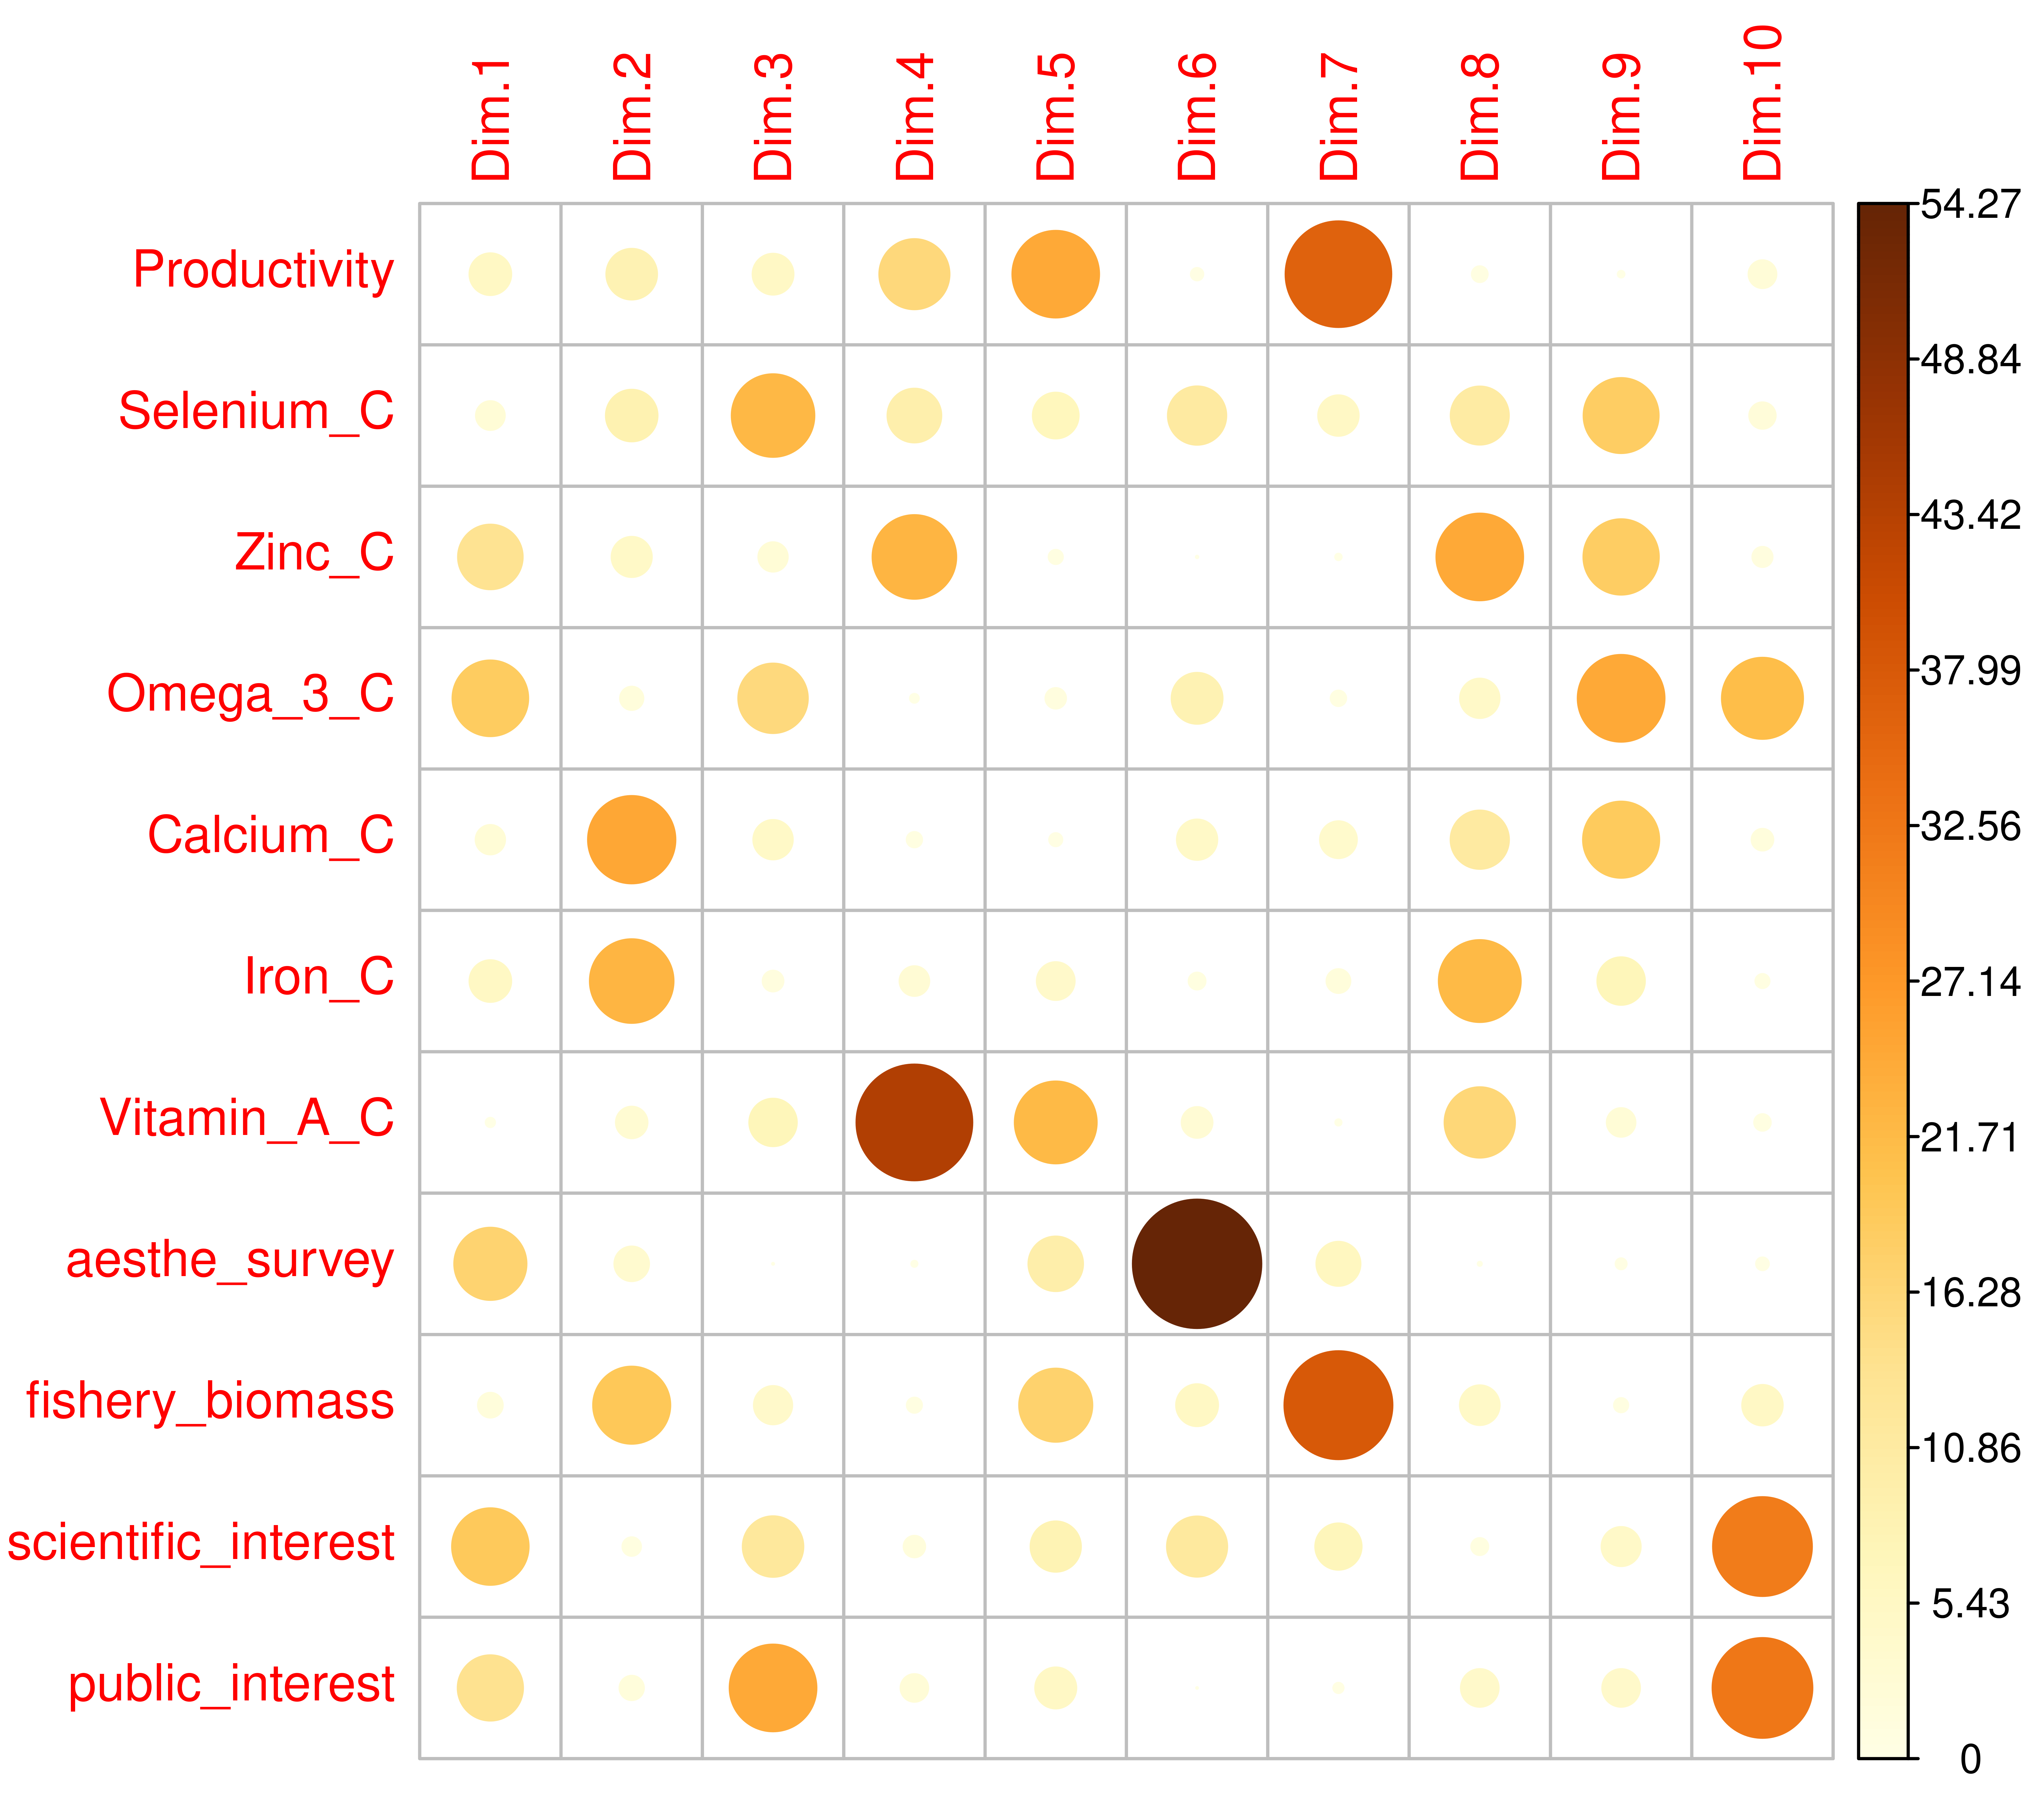 Dim.1
Dim.2
Dim.3
Dim.4
Dim.5
Dim.6
Dim.7
Dim.8
Dim.9
Dim.10
Productivity
Selenium_C
Zinc_C
Omega_3_C
Calcium_C
Iron_C
Vitamin_A_C
aesthe_survey
fishery_biomass
scientific_interest
public_interest
54.27
48.84
43.42
37.99
32.56
27.14
21.71
16.28
10.86
5.43
0